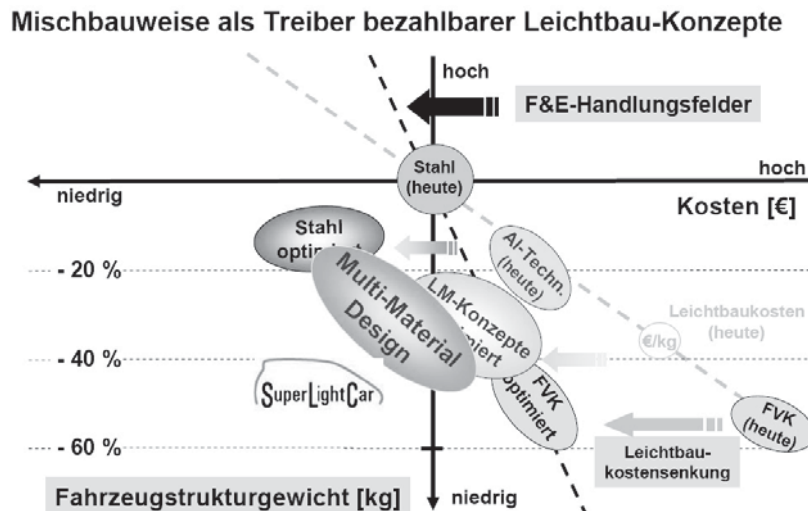 Mischbauweise als Treiber bezahlbarer Leichtbau-Konzepte
hoch
F&E-Handlungsfelder
Stahl
(heute)
hoch
niedrig
Kosten [€]
Stahl
optimiert
Al-Techn.
(heute)
- 20 %
Multi-Material
Design
LM-Konzepte
optimiert
Leichtbaukosten
(heute)
€/kg
- 40 %
SuperLightCar
FVK
optimiert
FVK
(heute)
- 60 %
Leichtbau-
kostensenkung
Fahrzeugstrukturgewicht [kg]
niedrig